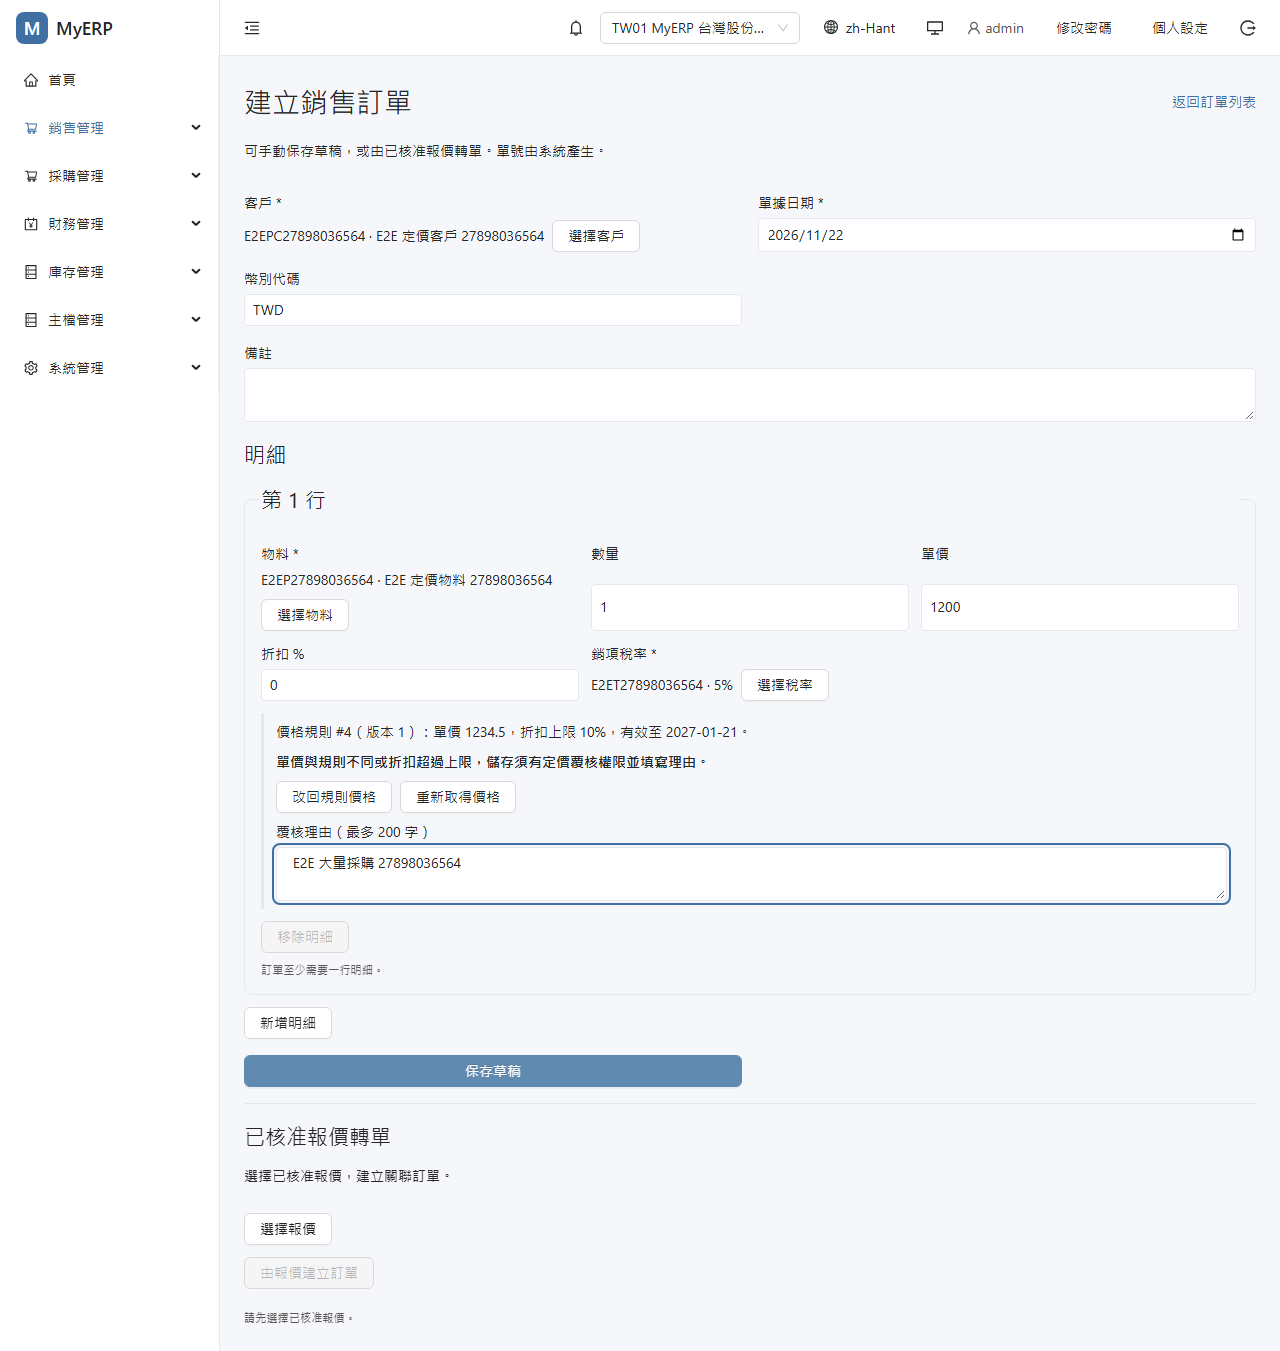 M MyERP
TW01 MyERP 台灣股份...
zh-Hant
admin
修改密碼
個人設定
首頁
銷售管理
採購管理
財務管理
庫存管理
主檔管理
系統管理
建立銷售訂單
返回訂單列表
可手動保存草稿，或由已核准報價轉單。單號由系統產生。
客戶 *
E2EPC27898036564 · E2E 定價客戶 27898036564
選擇客戶
單據日期 *
2026/11/22
幣別代碼
TWD
備註
明細
第 1 行
物料 *
E2EP27898036564 · E2E 定價物料 27898036564
選擇物料
數量
1
單價
1200
折扣 %
0
銷項稅率 *
E2ET27898036564 · 5%
選擇稅率
價格規則 #4（版本 1）：單價 1234.5，折扣上限 10%，有效至 2027-01-21。
單價與規則不同或折扣超過上限，儲存須有定價覆核權限並填寫理由。
改回規則價格
重新取得價格
覆核理由（最多 200 字）
E2E 大量採購 27898036564
移除明細
訂單至少需要一行明細。
新增明細
保存草稿
已核准報價轉單
選擇已核准報價，建立關聯訂單。
選擇報價
由報價建立訂單
請先選擇已核准報價。